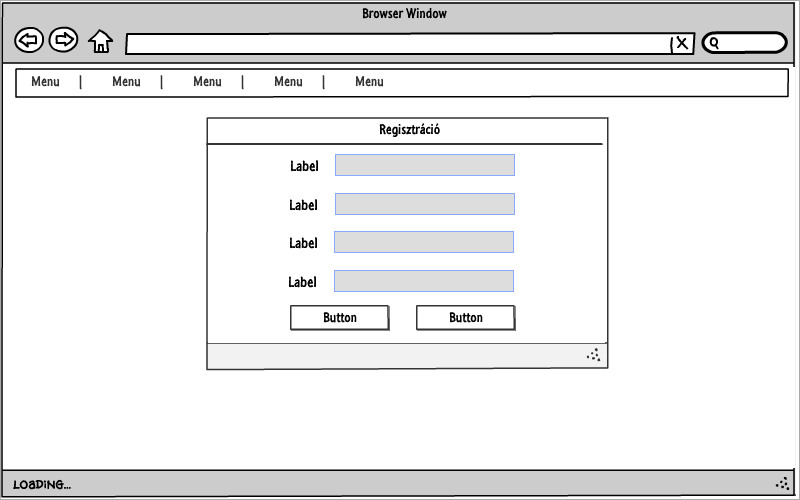 Browser Window
Menu | Menu | Menu | Menu | Menu
Regisztráció
Label
Label
Label
Label
Button Button
LOADING...